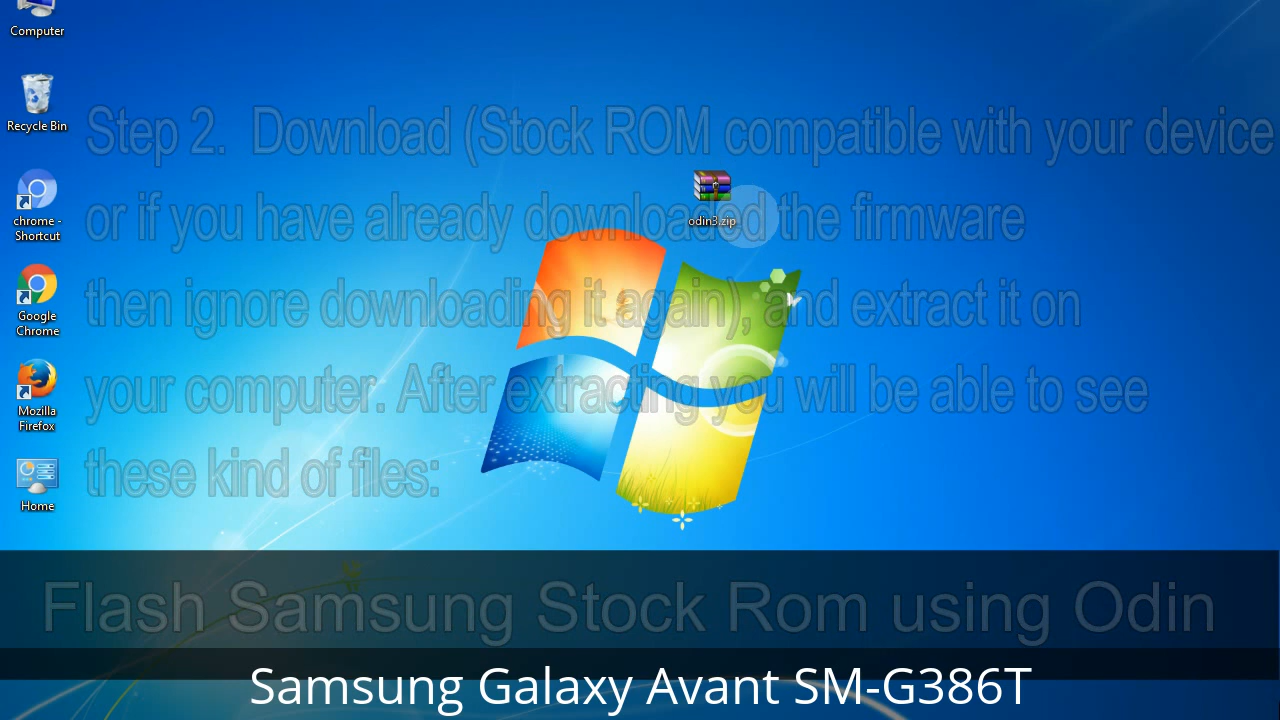 Computer
Recycle Bin
chrome -
Shortcut
Google
Chrome
Mozilla
Firefox
Home
odin3.zip
Step 2. Download (Stock ROM compatible with your device
or if you have already downloaded the firmware
then ignore downloading it again), and extract it on
your computer. After extracting you will be able to see
these kind of files:
Flash Samsung Stock Rom using Odin
Samsung Galaxy Avant SM-G386T